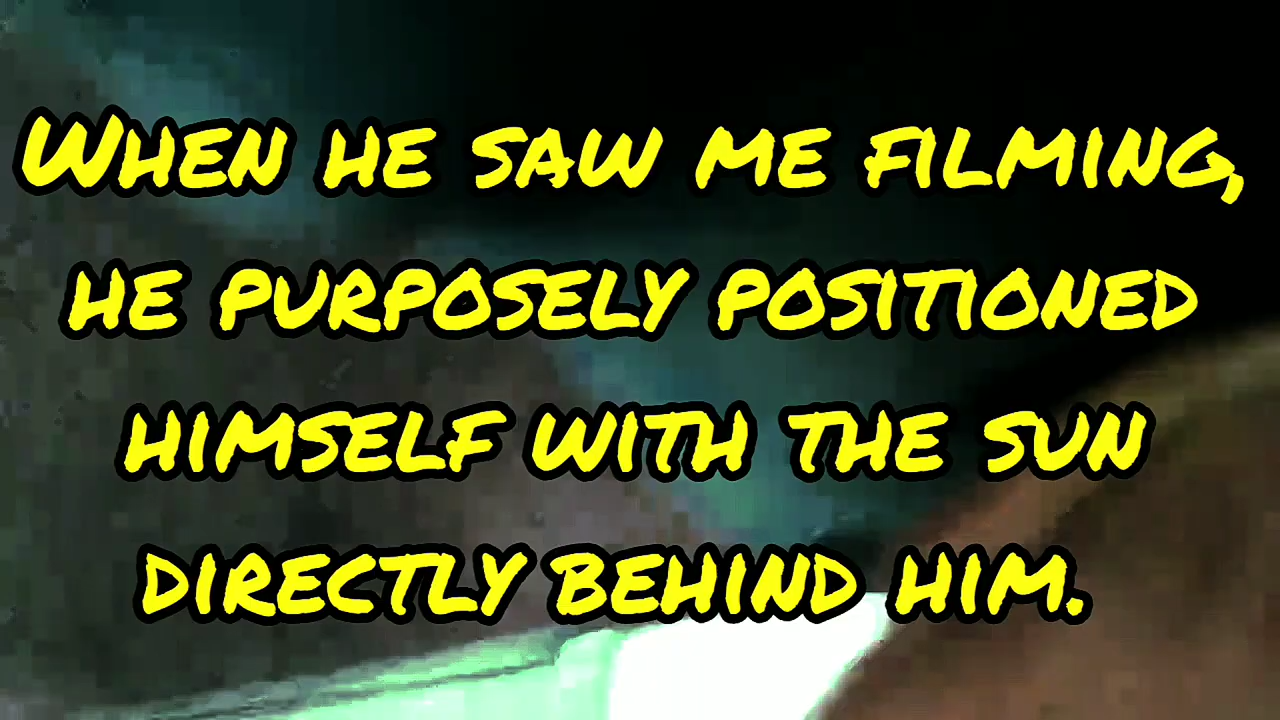 When he saw me filming,
he purposely positioned
himself with the sun
directly behind him.